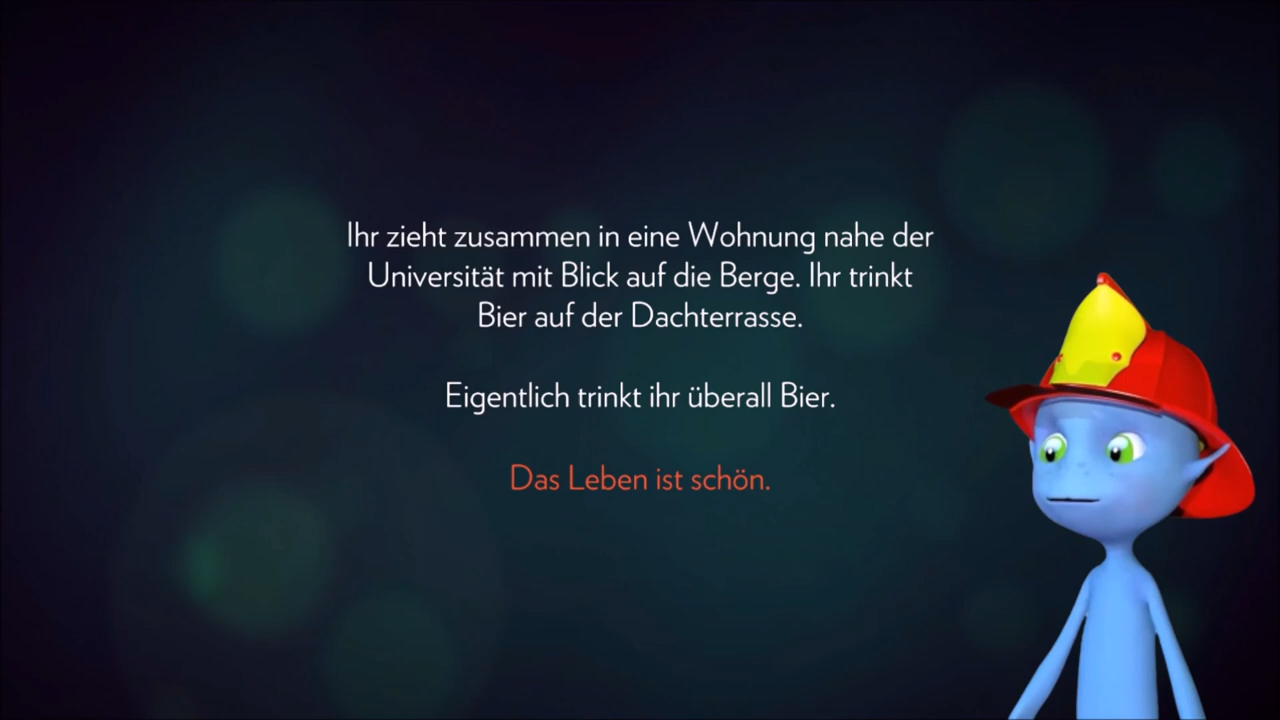 Ihr zieht zusammen in eine Wohnung nahe der
Universität mit Blick auf die Berge. Ihr trinkt
Bier auf der Dachterrasse.
Eigentlich trinkt ihr überall Bier.
Das Leben ist schön.